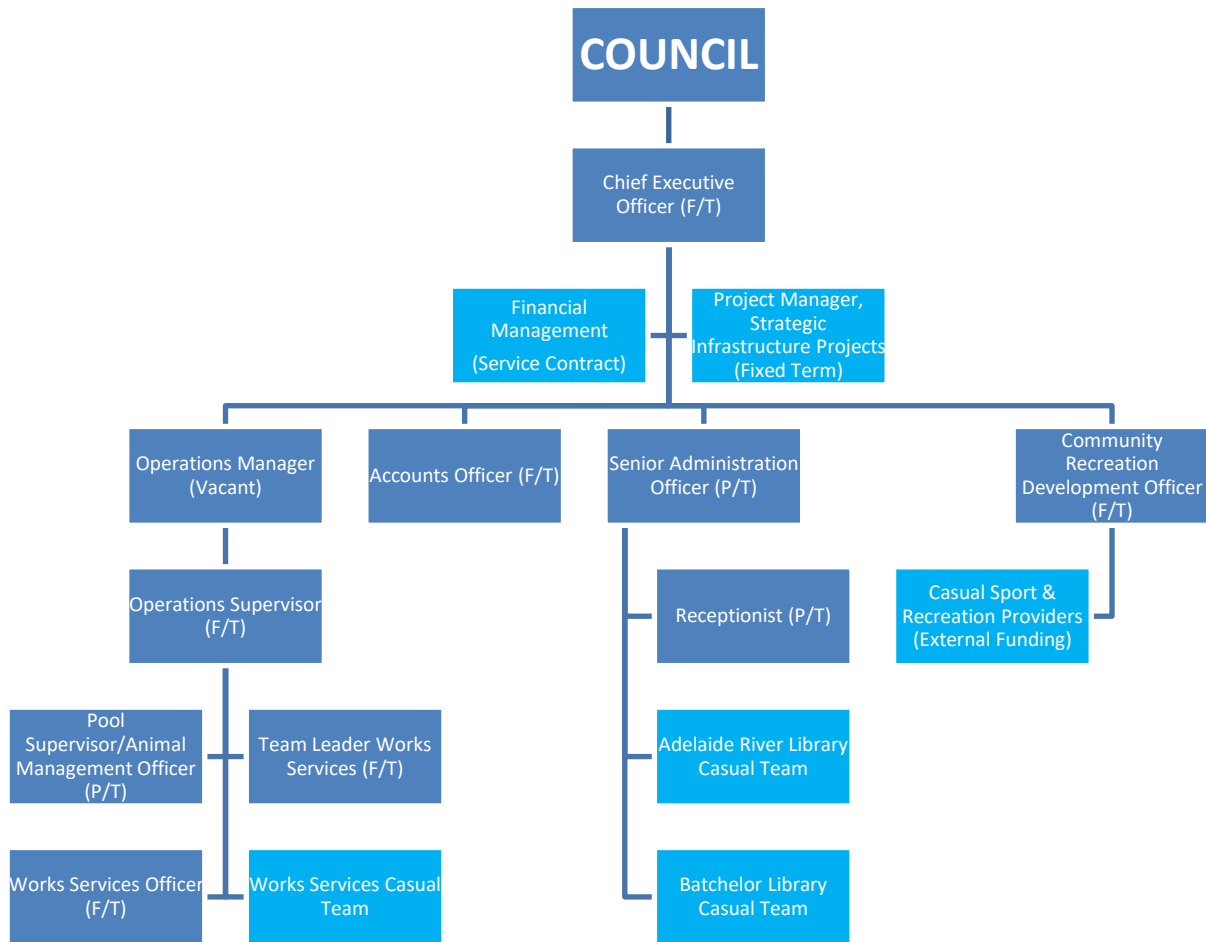 COUNCIL
Chief Executive
Officer (F/T)
Financial
Management
(Service Contract)
Project Manager,
Strategic
Infrastructure Projects
(Fixed Term)
Operations Manager
(Vacant)
Accounts Officer (F/T)
Senior Administration
Officer (P/T)
Community
Recreation
Development Officer
(F/T)
Operations Supervisor
(F/T)
Receptionist (P/T)
Casual Sport &
Recreation Providers
(External Funding)
Pool
Supervisor/Animal
Management Officer
(P/T)
Team Leader Works
Services (F/T)
Adelaide River Library
Casual Team
Works Services Officer
(F/T)
Works Services Casual
Team
Batchelor Library
Casual Team